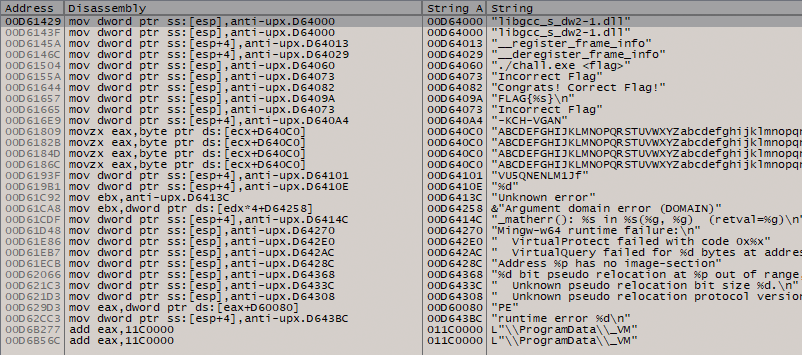 Address Disassembly String A String
00D61429 mov dword ptr ss:[esp],anti-upx.D64000 00D64000 "libgcc_s_dw2-1.dll"
00D6143F mov dword ptr ss:[esp],anti-upx.D64000 00D64000 "libgcc_s_dw2-1.dll"
00D6145A mov dword ptr ss:[esp+4],anti-upx.D64013 00D64013 "__register_frame_info"
00D6146C mov dword ptr ss:[esp+4],anti-upx.D64029 00D64029 "__deregister_frame_info"
00D61504 mov dword ptr ss:[esp],anti-upx.D64060 00D64060 "./chall.exe <flag>"
00D6155A mov dword ptr ss:[esp],anti-upx.D64073 00D64073 "Incorrect Flag"
00D61648 mov dword ptr ss:[esp],anti-upx.D64082 00D64082 "Congrats! Correct Flag!"
00D61657 mov dword ptr ss:[esp],anti-upx.D6409A 00D6409A "FLAG{%s}\n"
00D61665 mov dword ptr ss:[esp],anti-upx.D64073 00D64073 "Incorrect Flag"
00D616E9 mov dword ptr ss:[esp+4],anti-upx.D640A4 00D640A4 "-KCH-VGAN"
00D61809 movzx eax,byte ptr ds:[ecx+D640C0] 00D640C0 "ABCDEFGHIJKLMNOPQRSTUVWXYZabcdefghijklmnopq
00D6182B movzx eax,byte ptr ds:[ecx+D640C0] 00D640C0 "ABCDEFGHIJKLMNOPQRSTUVWXYZabcdefghijklmnopq
00D6184D movzx eax,byte ptr ds:[ecx+D640C0] 00D640C0 "ABCDEFGHIJKLMNOPQRSTUVWXYZabcdefghijklmnopq
00D6186C movzx eax,byte ptr ds:[ecx+D640C0] 00D640C0 "ABCDEFGHIJKLMNOPQRSTUVWXYZabcdefghijklmnopq
00D6193F mov dword ptr ss:[esp+4],anti-upx.D64101 00D64101 "VU5QNENLM1Jf"
00D619B1 mov dword ptr ss:[esp+4],anti-upx.D6410E 00D6410E "%d"
00D61C92 mov ebx,anti-upx.D6413C 00D6413C "Unknown error"
00D61CA8 mov ebx,dword ptr ds:[edx*4+D64258] 00D64258 &"Argument domain error (DOMAIN)"
00D61CDF mov dword ptr ss:[esp+4],anti-upx.D6414C 00D6414C "_matherr(): %s in %s(%g, %g) (retval=%g)\n"
00D61D48 mov dword ptr ss:[esp],anti-upx.D64270 00D64270 "Mingw-w64 runtime failure:\n"
00D61E86 mov dword ptr ss:[esp],anti-upx.D642E0 00D642E0 " VirtualProtect failed with code 0x%x"
00D61E87 mov dword ptr ss:[esp],anti-upx.D642AC 00D642AC " VirtualQuery failed for %d bytes at addres
00D61ECB mov dword ptr ss:[esp],anti-upx.D6428C 00D6428C "Address %p has no image-section"
00D62066 mov dword ptr ss:[esp],anti-upx.D64368 00D64368 "%d bit pseudo relocation at %p out of range,
00D621C3 mov dword ptr ss:[esp],anti-upx.D6433C 00D6433C " Unknown pseudo relocation bit size %d.\n"
00D621D3 mov dword ptr ss:[esp],anti-upx.D64308 00D64308 " Unknown pseudo relocation protocol version
00D629D3 mov eax,dword ptr ds:[eax+D60080] 00D60080 "PE"
00D62CC3 mov dword ptr ss:[esp+4],anti-upx.D643BC 00D643BC "runtime error %d\n"
00D6B277 add eax,11C0000 011C0000 L"\\ProgramData\\_VM"
00D6B56C add eax,11C0000 011C0000 L"\\ProgramData\\_VM"